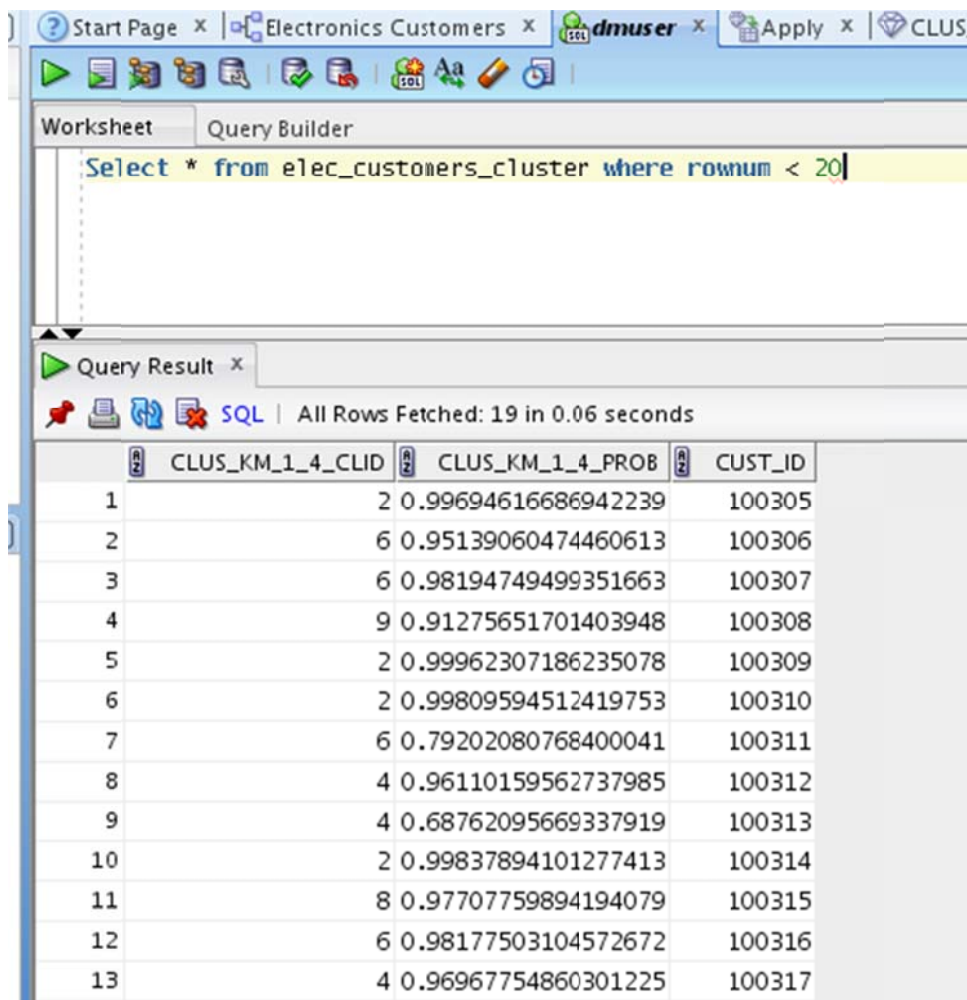 Start Page x Electronics Customers x dmuser x Apply x CLUS
Worksheet Query Builder
Select * from elec_customers_cluster where rownum < 20
Query Result x
SQL | All Rows Fetched: 19 in 0.06 seconds
CLUS_KM_1_4_CLID CLUS_KM_1_4_PROB CUST_ID
1 2 0.99694616686942239 100305
2 6 0.95139060474460613 100306
3 6 0.98194749499351663 100307
4 9 0.91275651701403948 100308
5 2 0.99962307186235078 100309
6 2 0.99809594512419753 100310
7 6 0.79202080768400041 100311
8 4 0.96110159562737985 100312
9 4 0.68762095669337919 100313
10 2 0.99837894101277413 100314
11 8 0.97707759894194079 100315
12 6 0.98177503104572672 100316
13 4 0.96967754860301225 100317